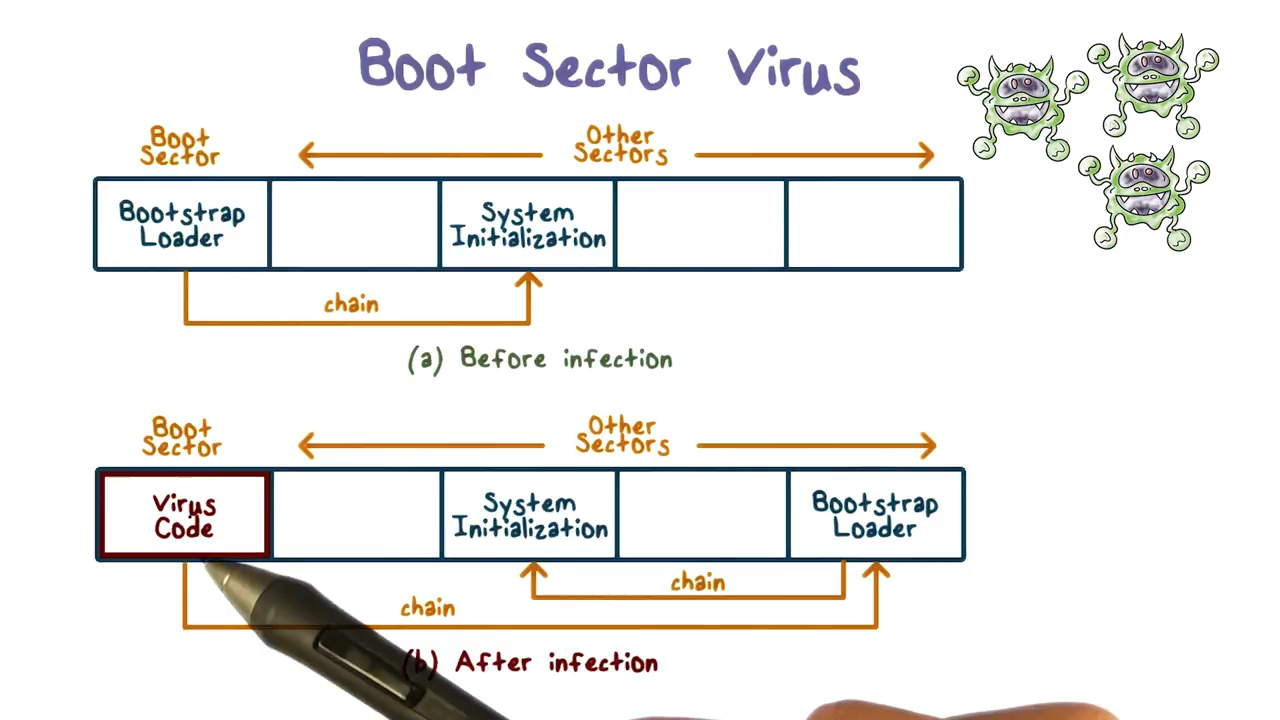 Boot Sector Virus
Boot
Sector
Other
Sectors
Bootstrap
Loader
System
Initialization
chain
(a) Before infection
Boot
Sector
Other
Sectors
Virus
Code
System
Initialization
Bootstrap
Loader
chain
chain
(b) After infection